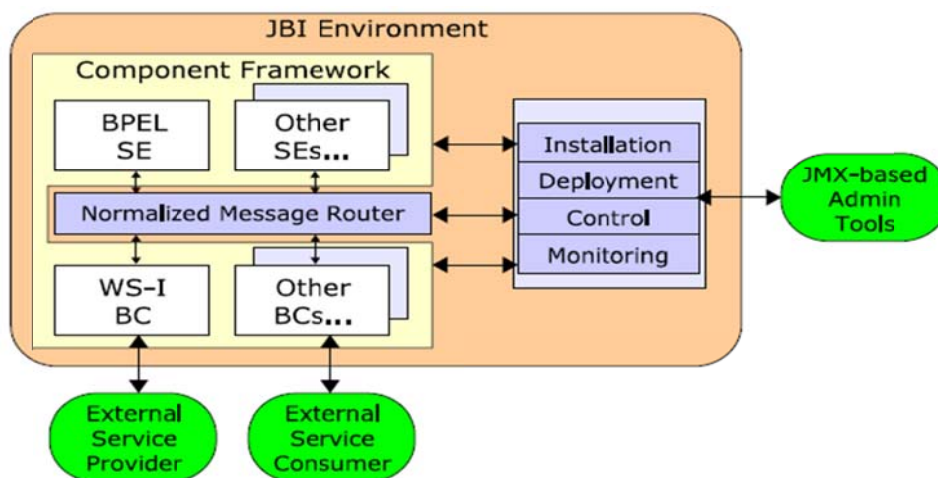 JBI Environment
Component Framework
BPEL
SE
Other
SEs...
Normalized Message Router
WS-I
BC
Other
BCs...
Installation
Deployment
Control
Monitoring
JMX-based
Admin
Tools
External
Service
Provider
External
Service
Consumer